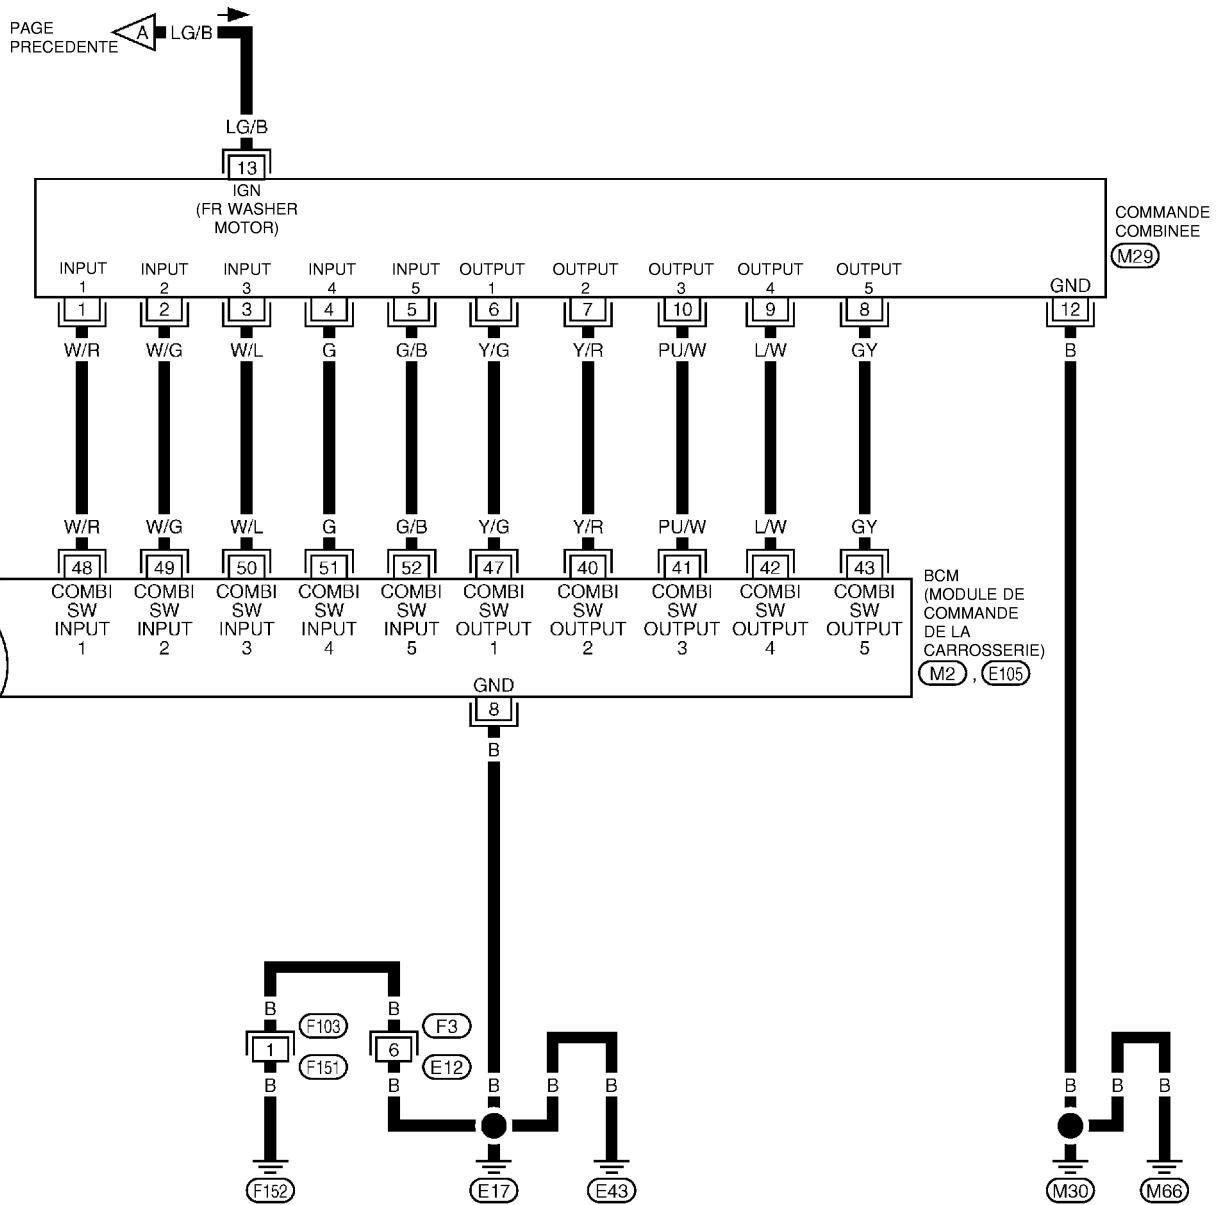 PAGE
PRECEDENTE
A
LG/B
LG/B
13
IGN
(FR WASHER
MOTOR)
COMMANDE
COMBINEE
M29
INPUT INPUT INPUT INPUT INPUT OUTPUT OUTPUT OUTPUT OUTPUT OUTPUT
1 2 3 4 5 1 2 3 4 5 GND
1 2 3 4 5 6 7 10 9 8 12
W/R W/G W/L G G/B Y/G Y/R PU/W L/W GY B
W/R W/G W/L G G/B Y/G Y/R PU/W L/W GY
48 49 50 51 52 47 40 41 42 43
COMBI COMBI COMBI COMBI COMBI COMBI COMBI COMBI COMBI COMBI
SW SW SW SW SW SW SW SW SW SW
INPUT INPUT INPUT INPUT INPUT OUTPUT OUTPUT OUTPUT OUTPUT OUTPUT
1 2 3 4 5 1 2 3 4 5
BCM
(MODULE DE
COMMANDE
DE LA
CARROSSERIE)
M2 , E105
GND
8
B
B B
F103 F3
1 6
F151 E12
B B B B B B B B
F152 E17 E43 M30 M66